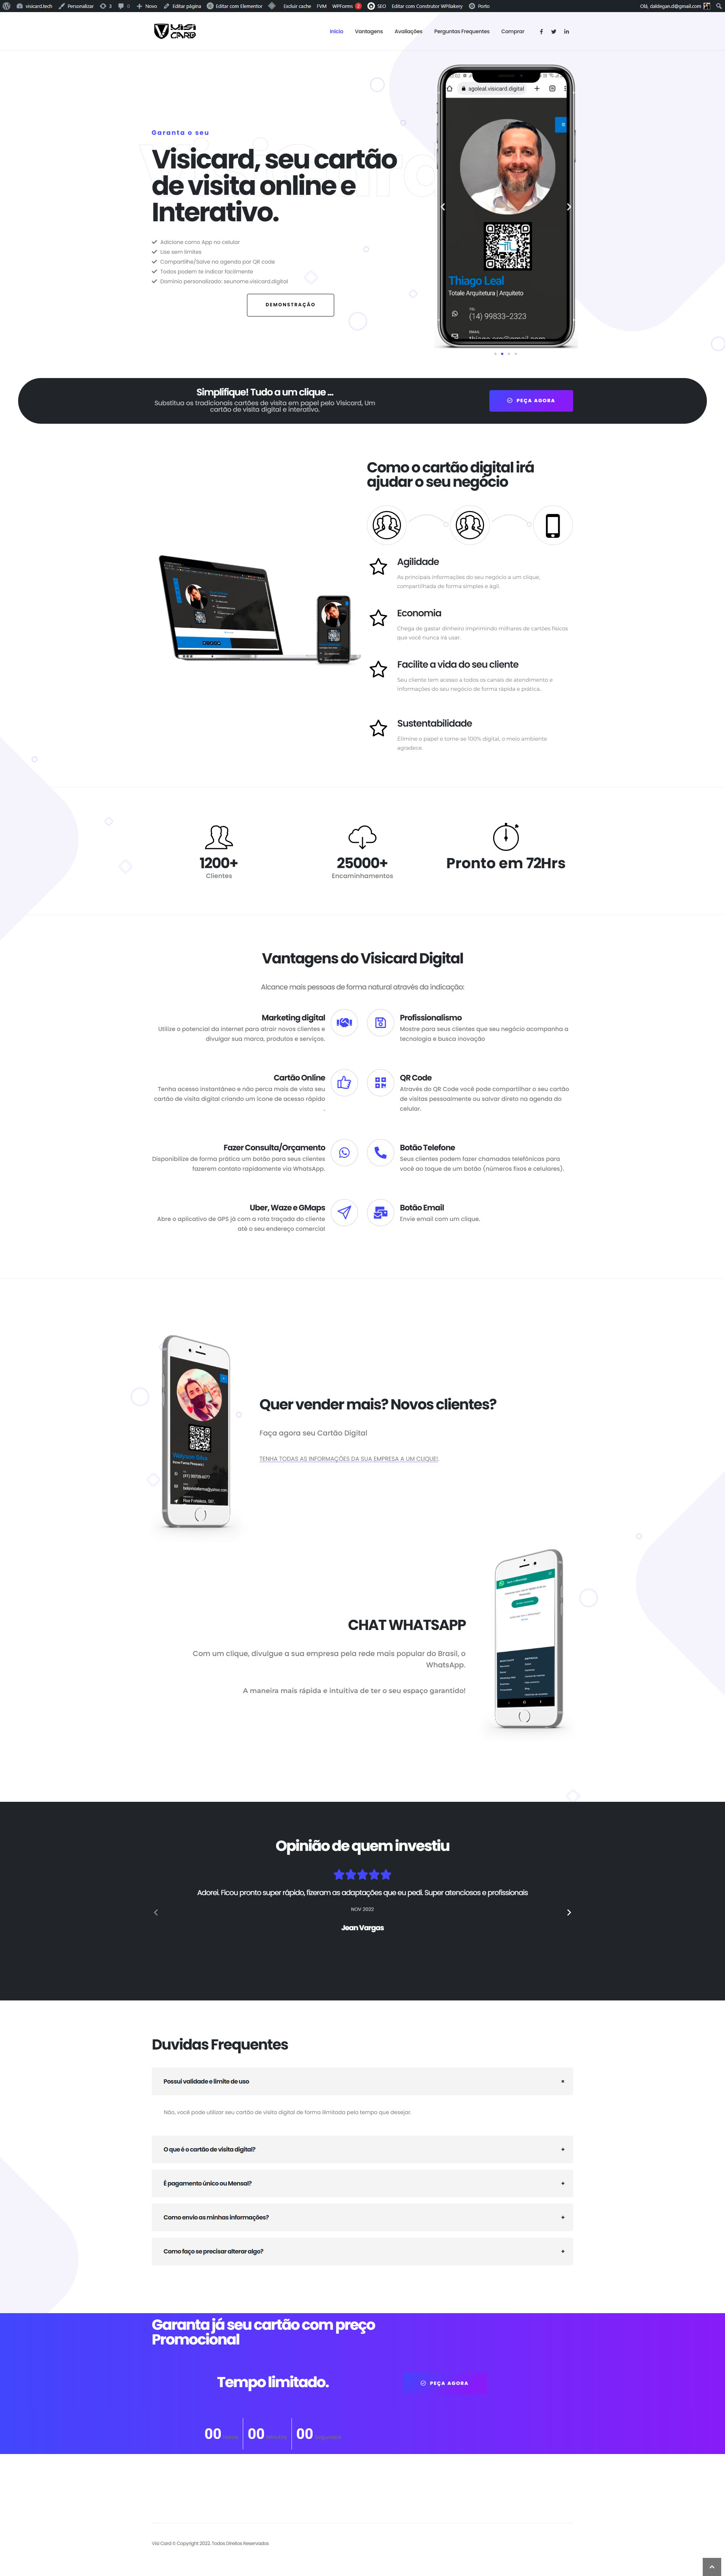 visicard.tech Personalizar 3 0 Novo Editar página Editar com Elementor Excluir cache FVM WPForms 2 SEO Editar com Construtor WPBakery Porto Olá, daldegan.d@gmail.com
VISI CARD
Início Vantagens Avaliações Perguntas Frequentes Comprar
Garanta o seu
Visicard, seu cartão
de visita online e
Interativo.
Adicione como App no celular
Use sem limites
Compartilhe/Salve na agenda por QR code
Todos podem te indicar facilmente
Domínio personalizado: seunome.visicard.digital
DEMONSTRAÇÃO
agoleal.visicard.digital
Thiago Leal
Totale Arquitetura | Arquiteto
TEL
(14) 99833-2323
EMAIL
Simplifique! Tudo a um clique ...
Substitua os tradicionais cartões de visita em papel pelo Visicard, Um
cartão de visita digital e interativo.
PEÇA AGORA
Como o cartão digital irá
ajudar o seu negócio
Agilidade
As principais informações do seu negócio a um clique,
compartilhada de forma simples e ágil.
Economia
Chega de gastar dinheiro imprimindo milhares de cartões físicos
que você nunca irá usar.
Facilite a vida do seu cliente
Seu cliente tem acesso a todos os canais de atendimento e
informações do seu negócio de forma rápida e prática..
Sustentabilidade
Elimine o papel e torne-se 100% digital, o meio ambiente
agradece.
1200+
Clientes
25000+
Encaminhamentos
Pronto em 72Hrs
Vantagens do Visicard Digital
Alcance mais pessoas de forma natural através da indicação:
Marketing digital
Utilize o potencial da internet para atrair novos clientes e
divulgar sua marca, produtos e serviços.
Profissionalismo
Mostre para seus clientes que seu negócio acompanha a
tecnologia e busca inovação
Cartão Online
Tenha acesso instantâneo e não perca mais de vista seu
cartão de visita digital criando um ícone de acesso rápido
.
QR Code
Através do QR Code você pode compartilhar o seu cartão
de visitas pessoalmente ou salvar direto na agenda do
celular.
Fazer Consulta/Orçamento
Disponibilize de forma prática um botão para seus clientes
fazerem contato rapidamente via WhatsApp.
Botão Telefone
Seus clientes podem fazer chamadas telefônicas para
você ao toque de um botão (números fixos e celulares).
Uber, Waze e GMaps
Abre o aplicativo de GPS já com a rota traçada do cliente
até o seu endereço comercial
Botão Email
Envie email com um clique.
Quer vender mais? Novos clientes?
Faça agora seu Cartão Digital
TENHA TODAS AS INFORMAÇÕES DA SUA EMPRESA A UM CLIQUE!.
CHAT WHATSAPP
Com um clique, divulgue a sua empresa pela rede mais popular do Brasil, o
WhatsApp.
A maneira mais rápida e intuitiva de ter o seu espaço garantido!
Opinião de quem investiu
Adorei. Ficou pronto super rápido, fizeram as adaptações que eu pedi. Super atenciosos e profissionais
NOV 2022
Jean Vargas
Duvidas Frequentes
Possui validade e limite de uso
Não, você pode utilizar seu cartão de visita digital de forma ilimitada pelo tempo que desejar.
O que é o cartão de visita digital? +
É pagamento único ou Mensal? +
Como envio as minhas informações? +
Como faço se precisar alterar algo? +
Garanta já seu cartão com preço
Promocional
Tempo limitado.
PEÇA AGORA
00 00 00
Visi Card © Copyright 2022. Todos Direitos Reservados